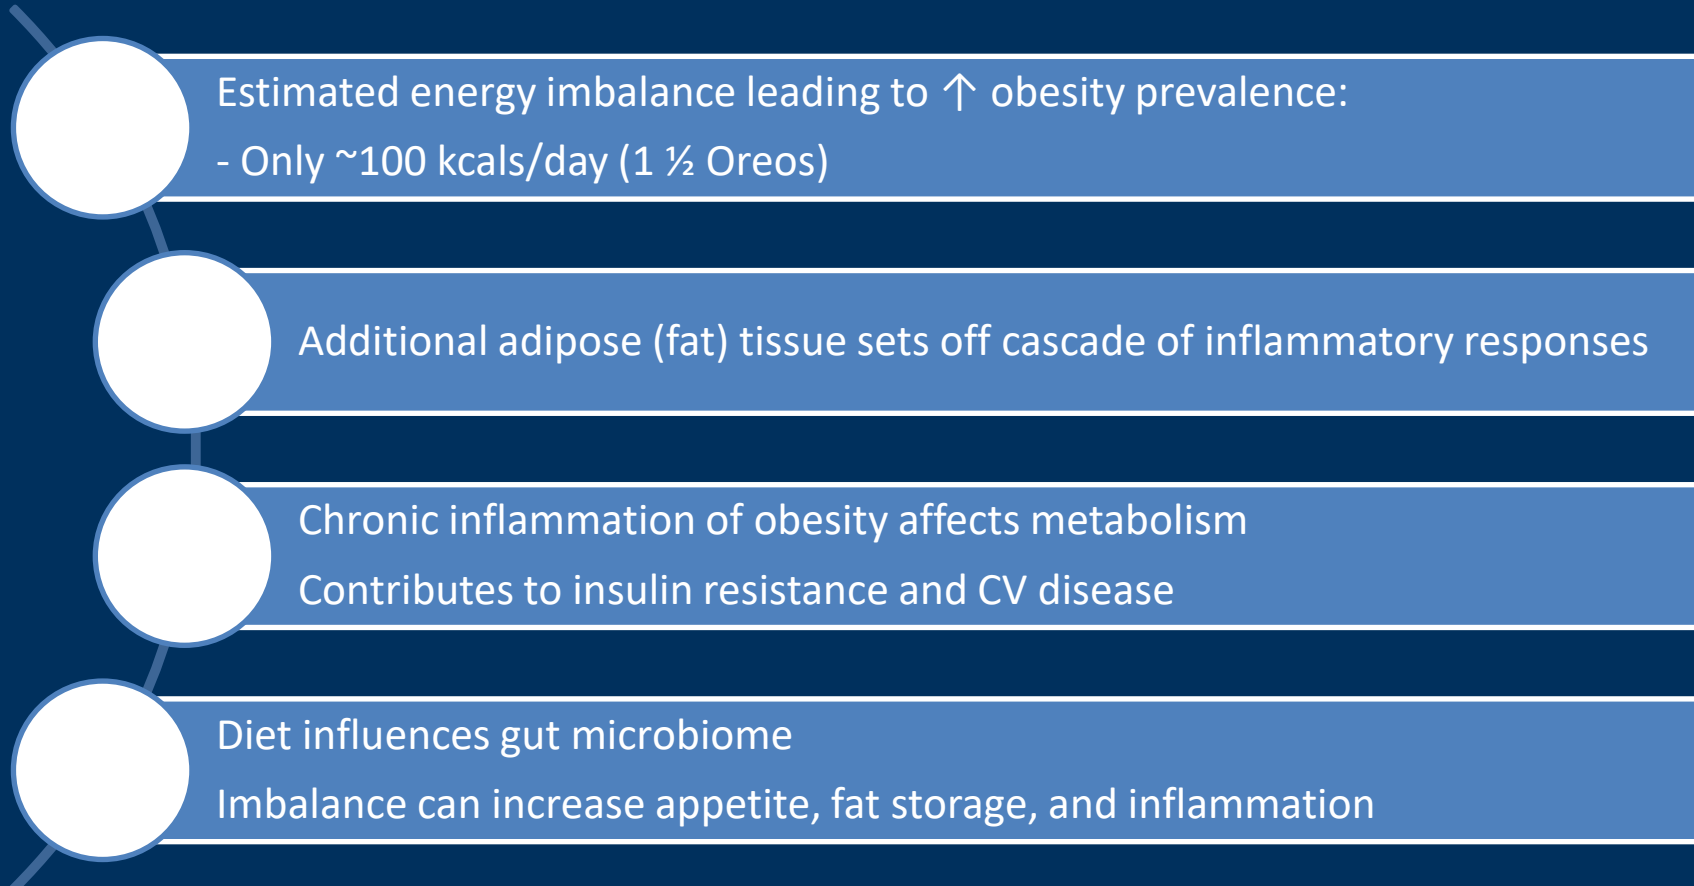 Estimated energy imbalance leading to ↑ obesity prevalence:
- Only ~100 kcals/day (1 ½ Oreos)
Additional adipose (fat) tissue sets off cascade of inflammatory responses
Chronic inflammation of obesity affects metabolism
Contributes to insulin resistance and CV disease
Diet influences gut microbiome
Imbalance can increase appetite, fat storage, and inflammation